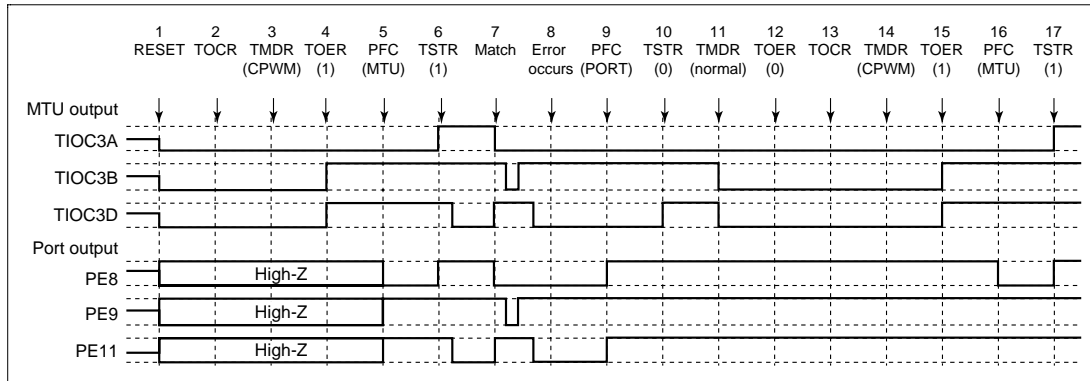 1 2 3 4 5 6 7 8 9 10 11 12 13 14 15 16 17
RESET TOCR TMDR TOER PFC TSTR Match Error PFC TSTR TMDR TOER TOCR TMDR TOER PFC TSTR
(CPWM) (1) (MTU) (1) occurs (PORT) (0) (normal) (0) (CPWM) (1) (MTU) (1)
MTU output
TIOC3A
TIOC3B
TIOC3D
Port output
PE8 High-Z
PE9 High-Z
PE11 High-Z